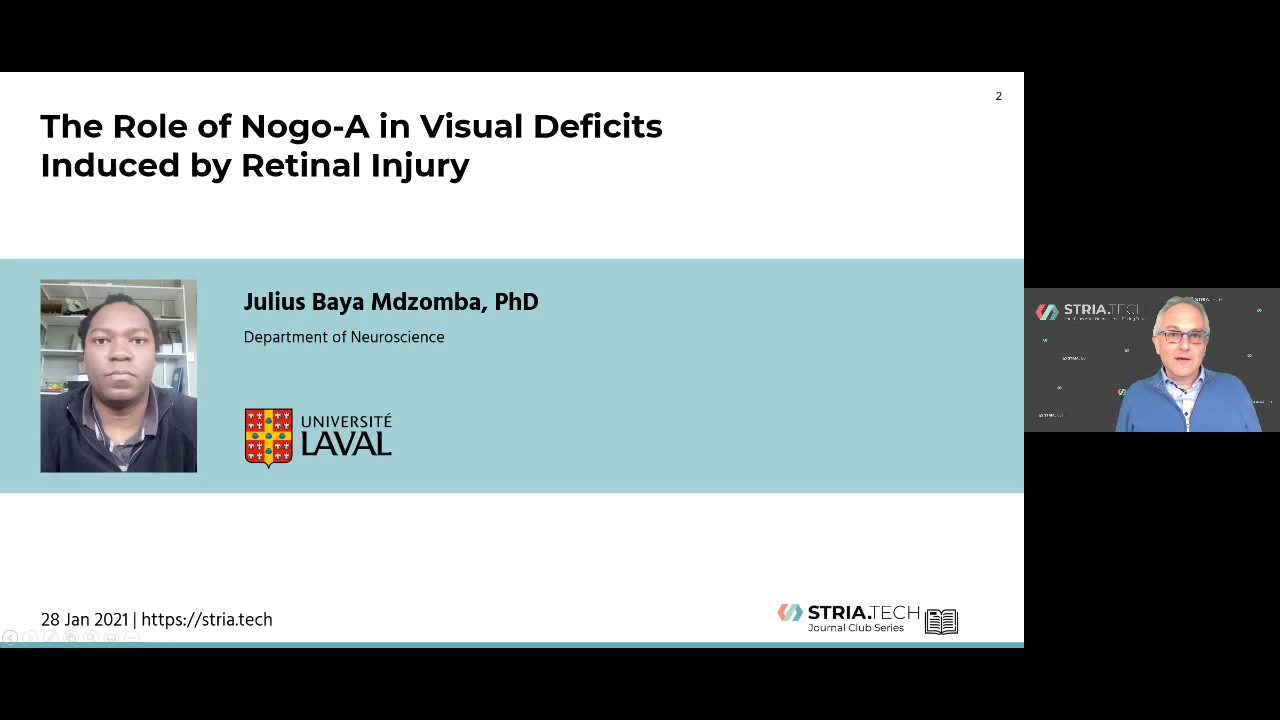 2
The Role of Nogo-A in Visual Deficits
Induced by Retinal Injury
Julius Baya Mdzomba, PhD
Department of Neuroscience
UNIVERSITÉ
LAVAL
28 Jan 2021 | https://stria.tech
STRIA.TECH
Journal Club Series
STRIA.TECH